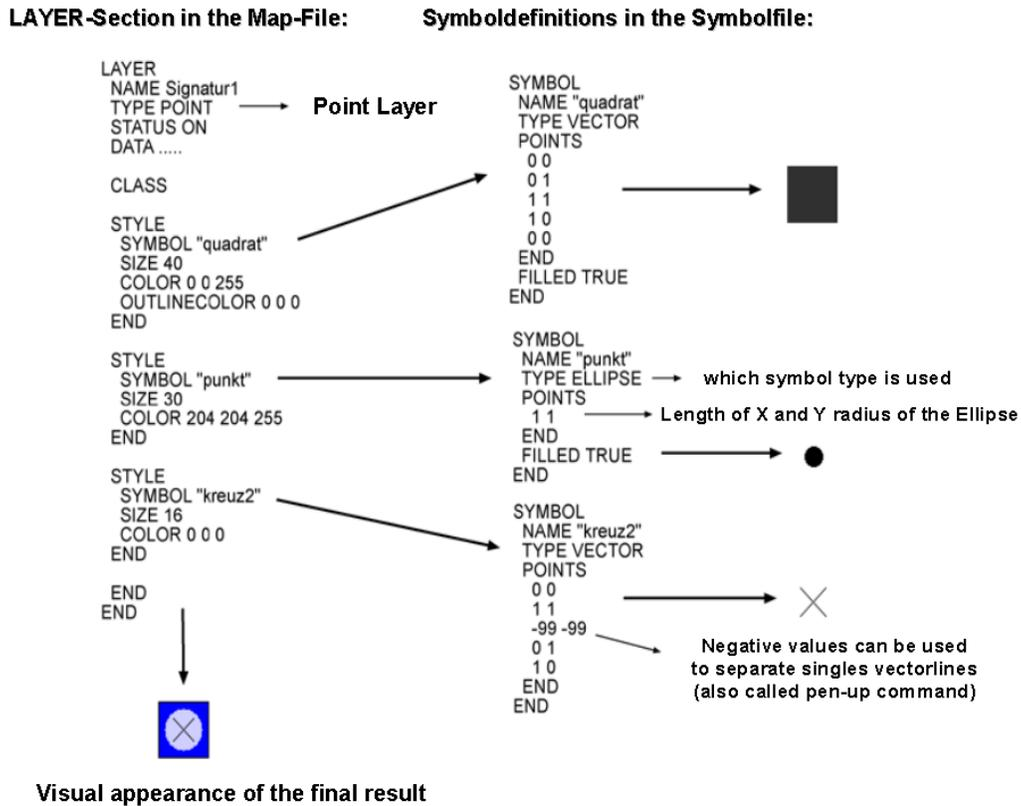 LAYER-Section in the Map-File:
Symboldefinitions in the Symbolfile:
LAYER
NAME Signatur1
TYPE POINT
Point Layer
STATUS ON
DATA .....
CLASS
STYLE
SYMBOL "quadrat"
SIZE 40
COLOR 0 0 255
OUTLINECOLOR 0 0 0
END
STYLE
SYMBOL "punkt"
SIZE 30
COLOR 204 204 255
END
STYLE
SYMBOL "kreuz2"
SIZE 16
COLOR 0 0 0
END
END
END
Visual appearance of the final result
SYMBOL
NAME "quadrat"
TYPE VECTOR
POINTS
0 0
0 1
1 1
1 0
0 0
END
FILLED TRUE
END
SYMBOL
NAME "punkt"
TYPE ELLIPSE
which symbol type is used
POINTS
1 1
Length of X and Y radius of the Ellipse
END
FILLED TRUE
END
SYMBOL
NAME "kreuz2"
TYPE VECTOR
POINTS
0 0
1 1
-99 -99
0 1
1 0
END
END
Negative values can be used
to separate singles vectorlines
(also called pen-up command)